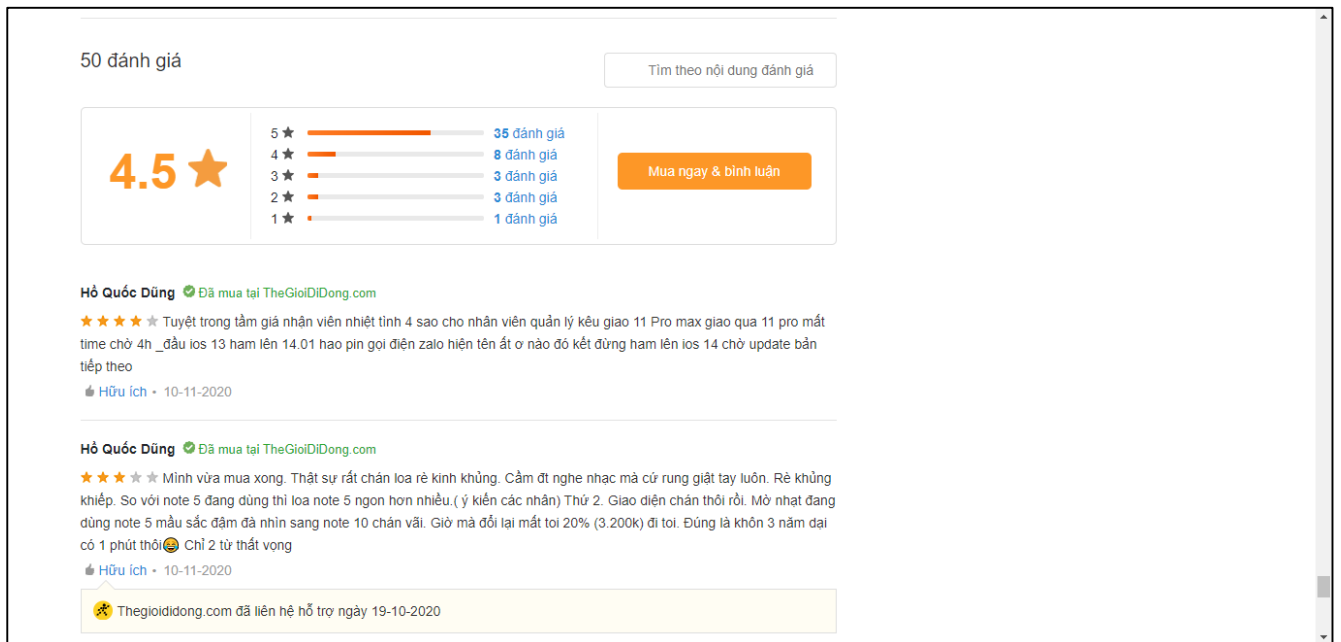 50 đánh giá
Tìm theo nội dung đánh giá
4.5
5 35 đánh giá
4 8 đánh giá
3 3 đánh giá
2 3 đánh giá
1 1 đánh giá
Mua ngay & bình luận
Hồ Quốc Dũng Đã mua tại TheGioiDiDong.com
Tuyệt trong tầm giá nhân viên nhiệt tình 4 sao cho nhân viên quản lý kêu giao 11 Pro max giao qua 11 pro mất
time chờ 4h _đầu ios 13 ham lên 14.01 hao pin gọi điện zalo hiện tên ất ơ nào đó kết đừng ham lên ios 14 chờ update bản
tiếp theo
Hữu ích • 10-11-2020
Hồ Quốc Dũng Đã mua tại TheGioiDiDong.com
Mình vừa mua xong. Thật sự rất chán loa rè kinh khủng. Cầm đt nghe nhạc mà cứ rung giật tay luôn. Rè khủng
khiếp. So với note 5 đang dùng thì loa note 5 ngon hơn nhiều.( ý kiến các nhân) Thứ 2. Giao diện chán thôi rồi. Mờ nhạt đang
dùng note 5 mầu sắc đậm đà nhìn sang note 10 chán vãi. Giờ mà đổi lại mất toi 20% (3.200k) đi toi. Đúng là khôn 3 năm dại
có 1 phút thôi😂 Chỉ 2 từ thất vọng
Hữu ích • 10-11-2020
Thegioididong.com đã liên hệ hỗ trợ ngày 19-10-2020